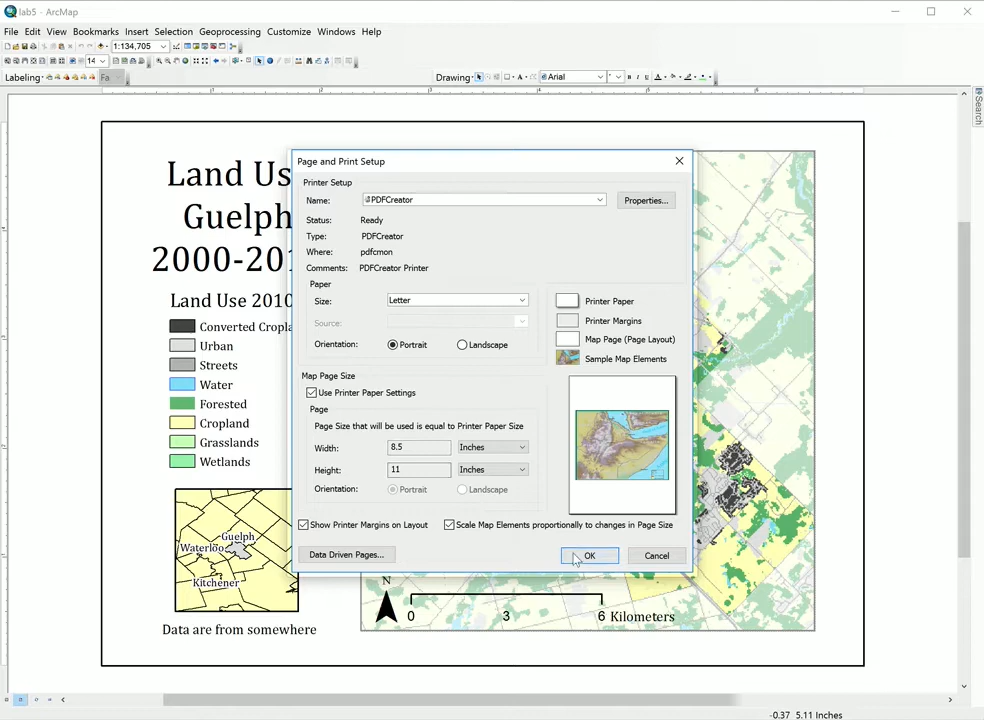 lab5 - ArcMap
File Edit View Bookmarks Insert Selection Geoprocessing Customize Windows Help
1:134,705
14
Labeling
Drawing
Arial
Search
Land Us
Guelph
2000-201
Land Use 2010
Converted Cropla
Urban
Streets
Water
Forested
Cropland
Grasslands
Wetlands
Guelph
Waterloo
Kitchener
Data are from somewhere
Page and Print Setup
Printer Setup
Name: PDFCreator Properties...
Status: Ready
Type: PDFCreator
Where: pdfcmon
Comments: PDFCreator Printer
Paper
Size: Letter
Source:
Orientation: Portrait Landscape
Printer Paper
Printer Margins
Map Page (Page Layout)
Sample Map Elements
Map Page Size
Use Printer Paper Settings
Page
Page Size that will be used is equal to Printer Paper Size
Width: 8.5 Inches
Height: 11 Inches
Orientation: Portrait Landscape
Show Printer Margins on Layout Scale Map Elements proportionally to changes in Page Size
Data Driven Pages... OK Cancel
N
0 3 6 Kilometers
-0.37 5.11 Inches